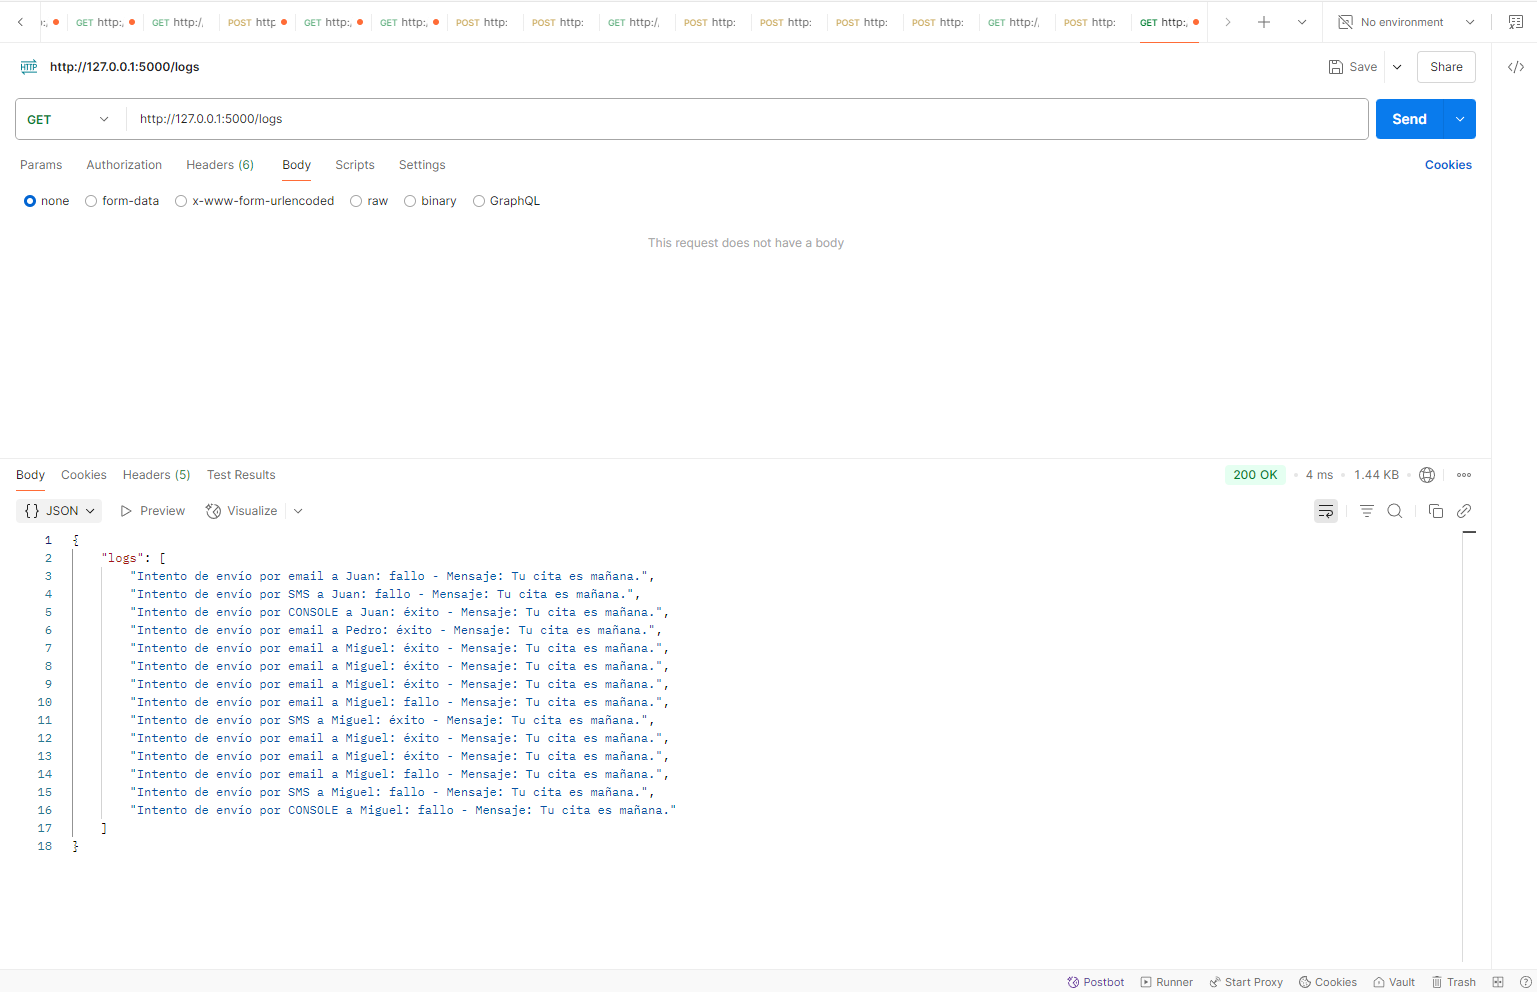 GET http:, GET http:/, POST http GET http:, GET http:, POST http: POST http: GET http:/, POST http: POST http: POST http: POST http: GET http:/, POST http: GET http:, No environment
HTTP http://127.0.0.1:5000/logs Save Share
GET http://127.0.0.1:5000/logs Send
Params Authorization Headers (6) Body Scripts Settings Cookies
none form-data x-www-form-urlencoded raw binary GraphQL
This request does not have a body
Body Cookies Headers (5) Test Results 200 OK 4 ms 1.44 KB
{} JSON Preview Visualize
1 {
2 "logs": [
3 "Intento de envío por email a Juan: fallo - Mensaje: Tu cita es mañana.",
4 "Intento de envío por SMS a Juan: fallo - Mensaje: Tu cita es mañana.",
5 "Intento de envío por CONSOLE a Juan: éxito - Mensaje: Tu cita es mañana.",
6 "Intento de envío por email a Pedro: éxito - Mensaje: Tu cita es mañana.",
7 "Intento de envío por email a Miguel: éxito - Mensaje: Tu cita es mañana.",
8 "Intento de envío por email a Miguel: éxito - Mensaje: Tu cita es mañana.",
9 "Intento de envío por email a Miguel: éxito - Mensaje: Tu cita es mañana.",
10 "Intento de envío por email a Miguel: fallo - Mensaje: Tu cita es mañana.",
11 "Intento de envío por SMS a Miguel: éxito - Mensaje: Tu cita es mañana.",
12 "Intento de envío por email a Miguel: éxito - Mensaje: Tu cita es mañana.",
13 "Intento de envío por email a Miguel: éxito - Mensaje: Tu cita es mañana.",
14 "Intento de envío por email a Miguel: fallo - Mensaje: Tu cita es mañana.",
15 "Intento de envío por SMS a Miguel: fallo - Mensaje: Tu cita es mañana.",
16 "Intento de envío por CONSOLE a Miguel: fallo - Mensaje: Tu cita es mañana."
17 ]
18 }
Postbot Runner Start Proxy Cookies Vault Trash